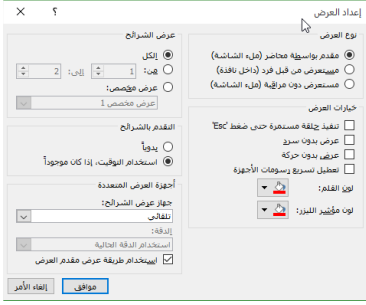 إعداد العرض
نوع العرض
مقدم بواسطة محاضر (ملء الشاشة)
مستعرض من قبل فرد (داخل نافذة)
مستعرض دون مراقبة (ملء الشاشة)
خيارات العرض
تنفيذ حلقة مستمرة حتى ضغط 'Esc'
عرض بدون سرد
عرض بدون حركة
تعطيل تسريع رسومات الأجهزة
لون القلم:
لون مؤشر الليزر:
عرض الشرائح
الكل
من: 1 إلى: 2
عرض مخصص:
عرض مخصص 1
التقدم بالشرائح
يدوياً
استخدام التوقيت، إذا كان موجوداً
أجهزة العرض المتعددة
جهاز عرض الشرائح:
تلقائي
الدقة:
استخدام الدقة الحالية
استخدام طريقة عرض مقدم العرض
موافق
إلغاء الأمر